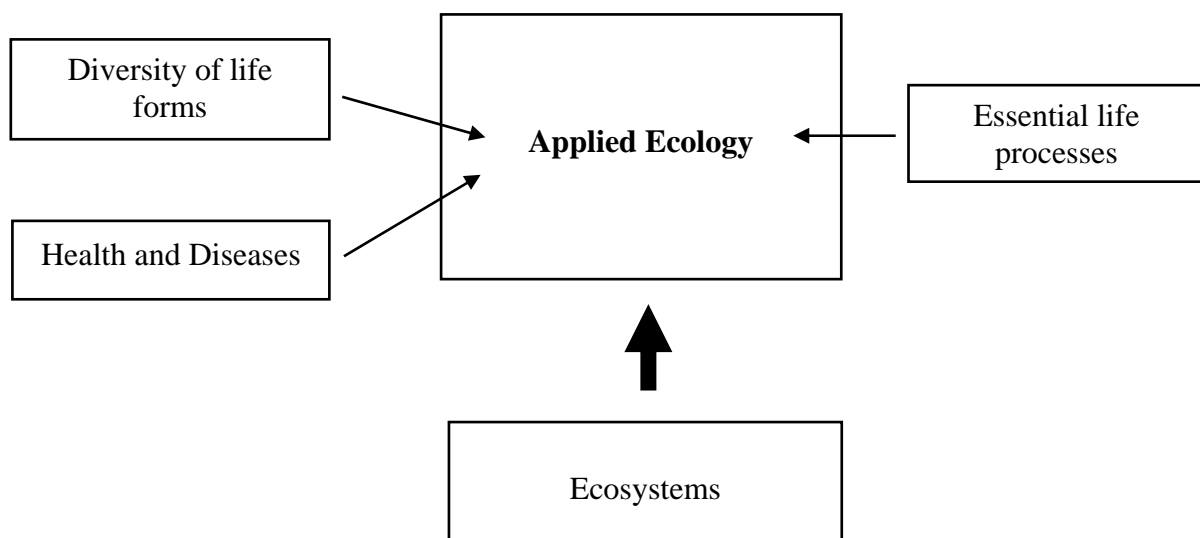 Diversity of life
forms
Applied Ecology
Essential life
processes
Health and Diseases
Ecosystems